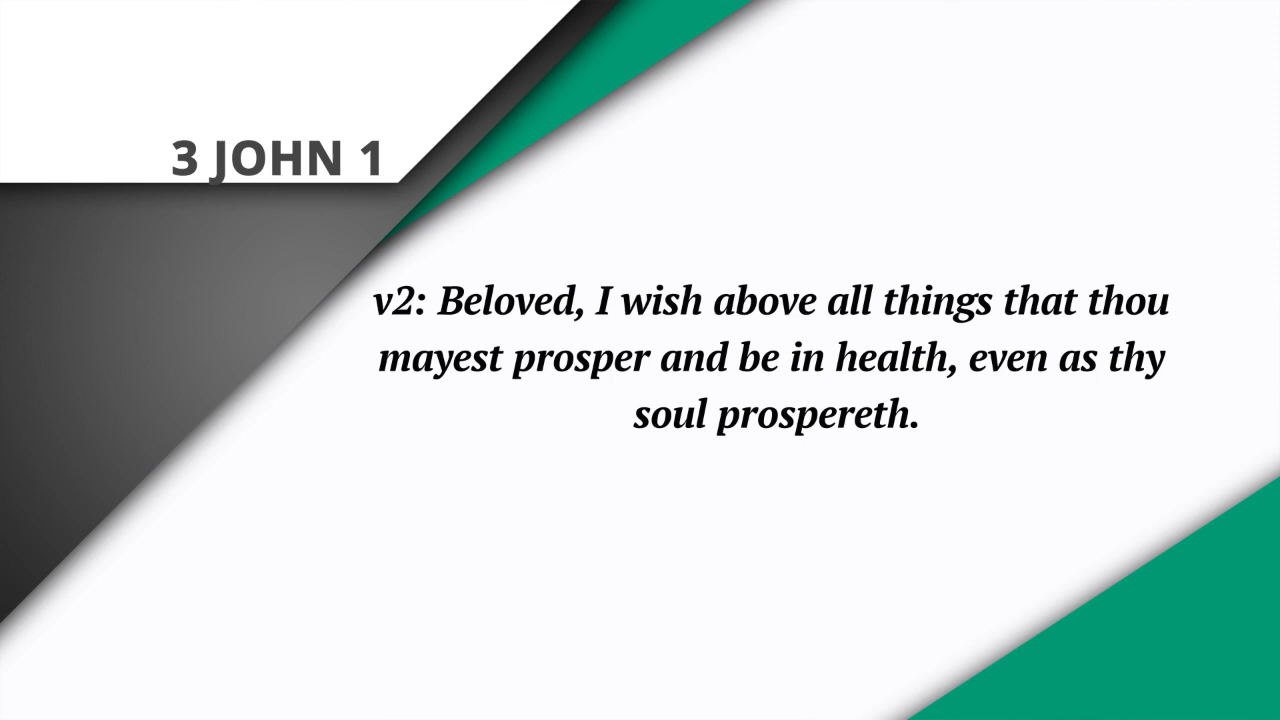 3 JOHN 1
v2: Beloved, I wish above all things that thou
mayest prosper and be in health, even as thy
soul prospereth.